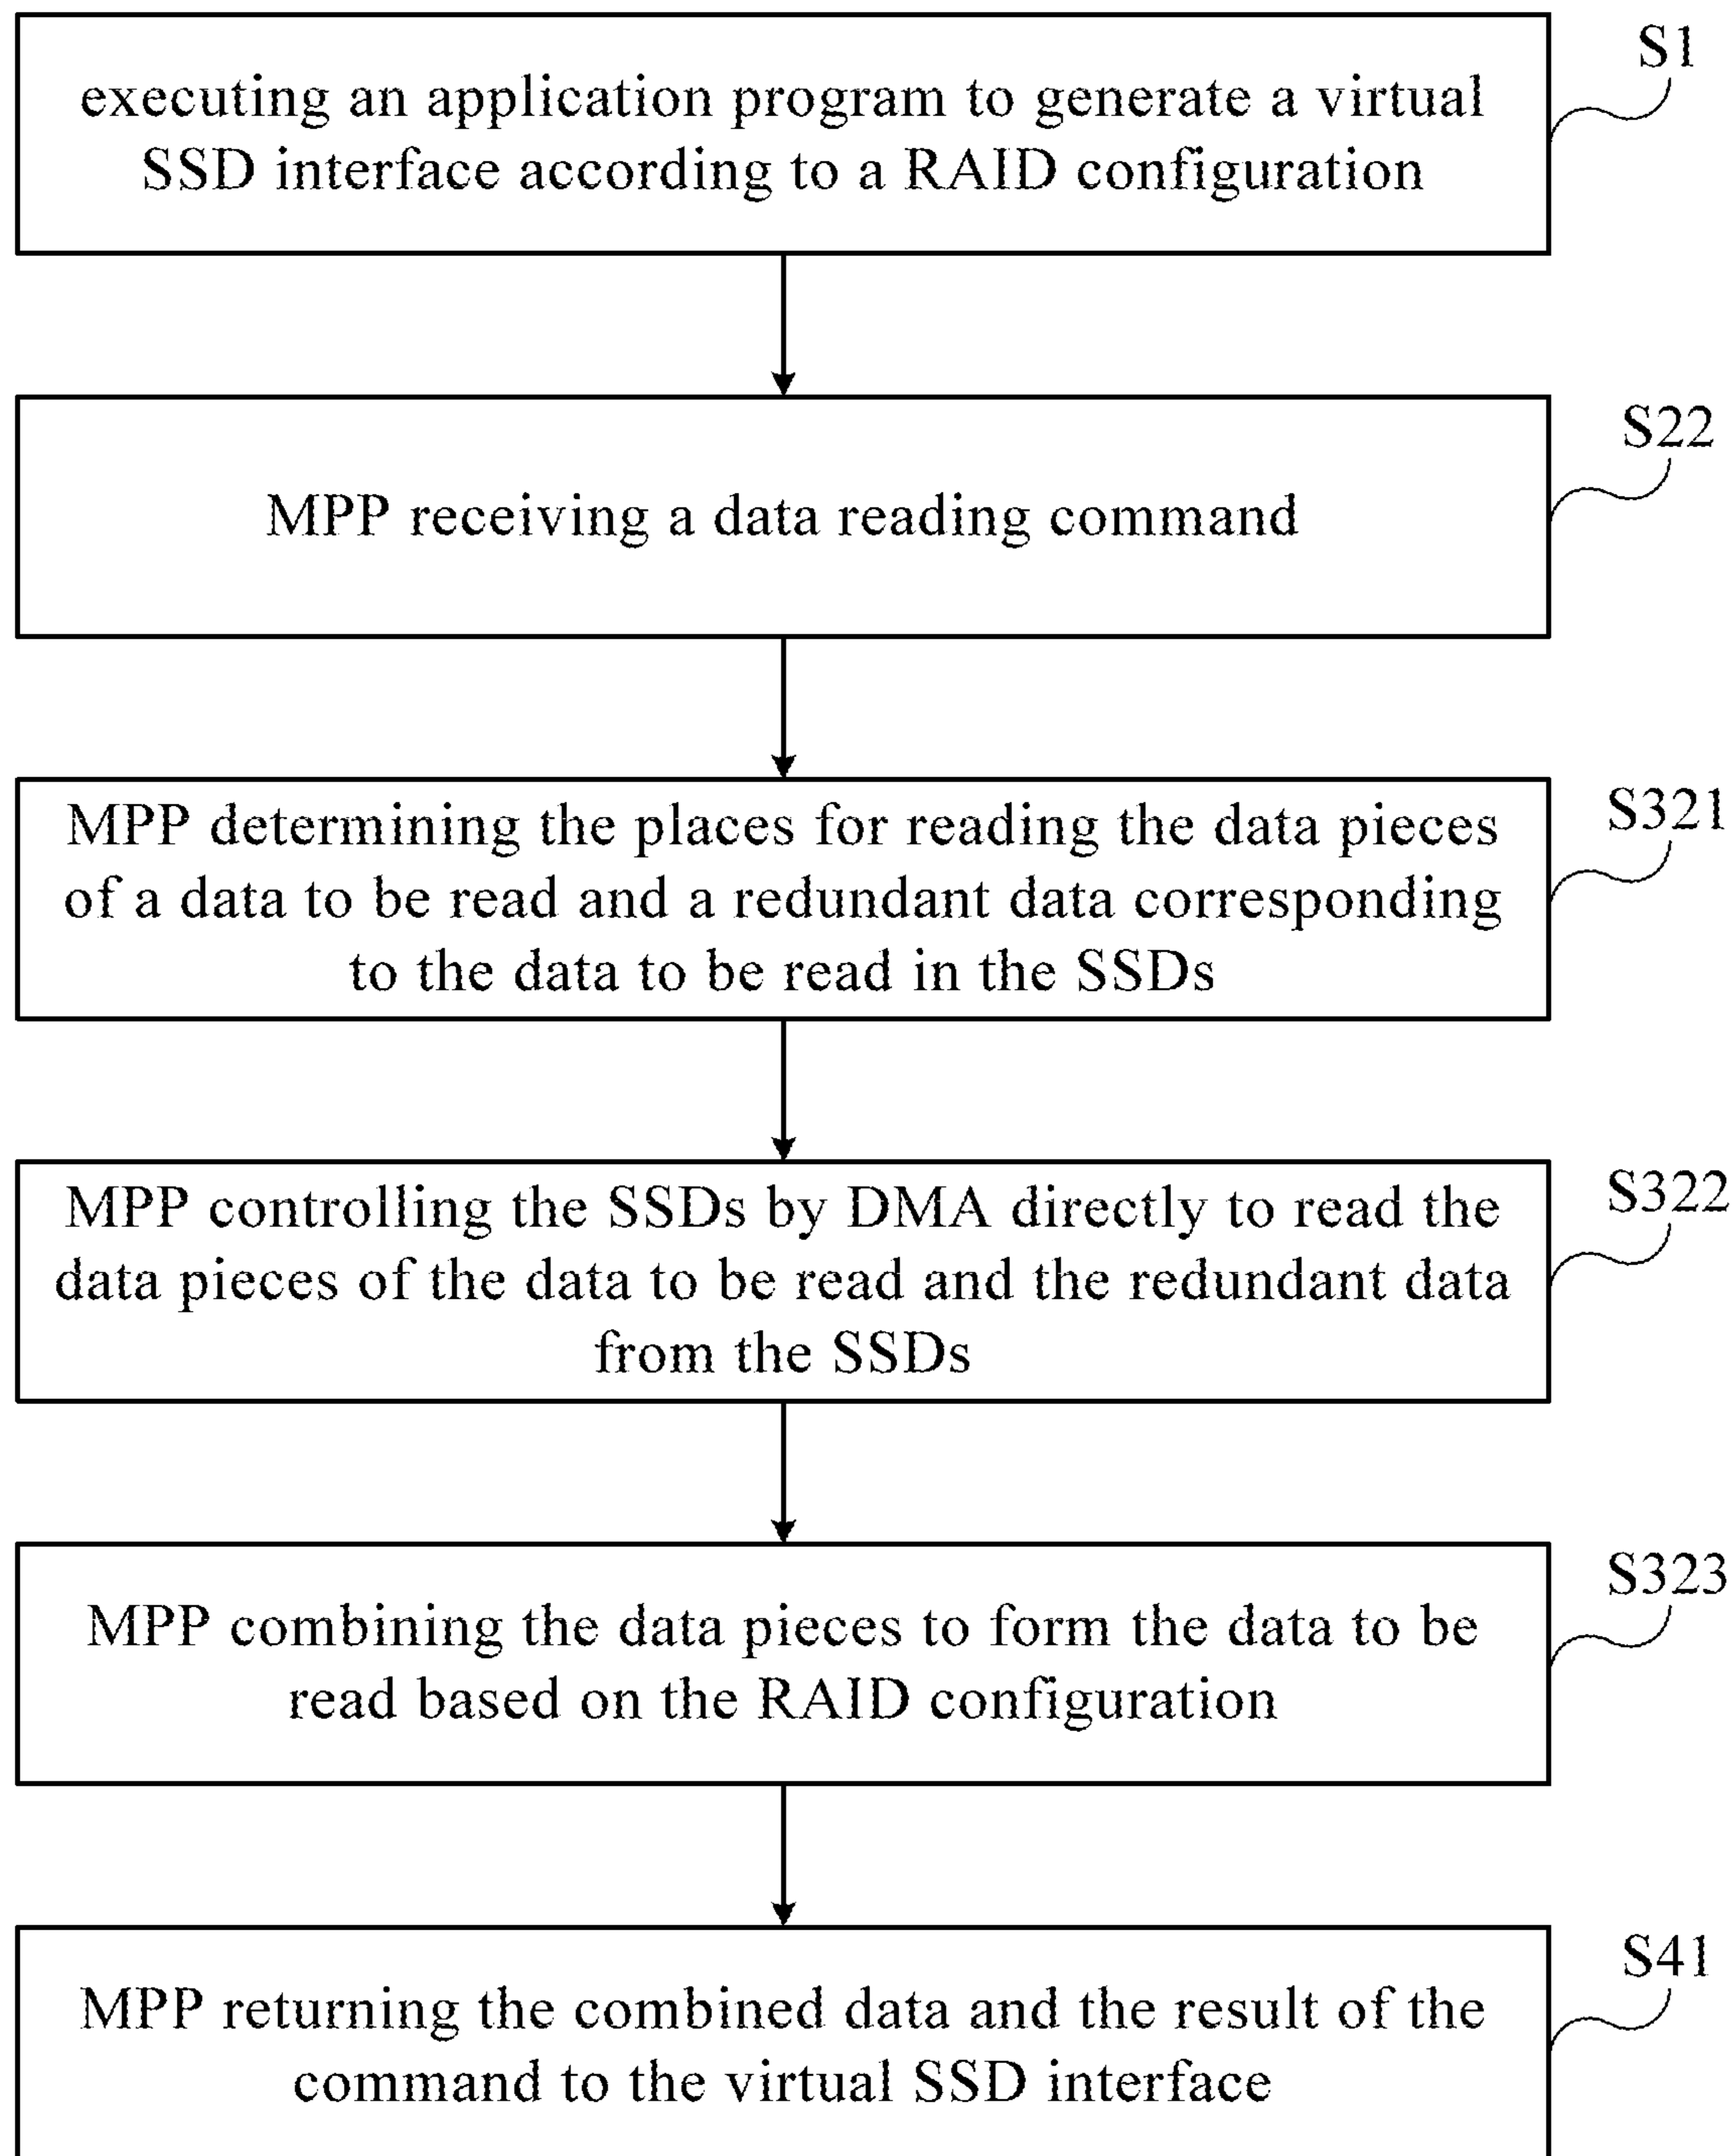 executing an application program to generate a virtual
SSD interface according to a RAID configuration
S1
MPP receiving a data reading command
S22
MPP determining the places for reading the data pieces
of a data to be read and a redundant data corresponding
to the data to be read in the SSDs
S321
MPP controlling the SSDs by DMA directly to read the
data pieces of the data to be read and the redundant data
from the SSDs
S322
MPP combining the data pieces to form the data to be
read based on the RAID configuration
S323
MPP returning the combined data and the result of the
command to the virtual SSD interface
S41